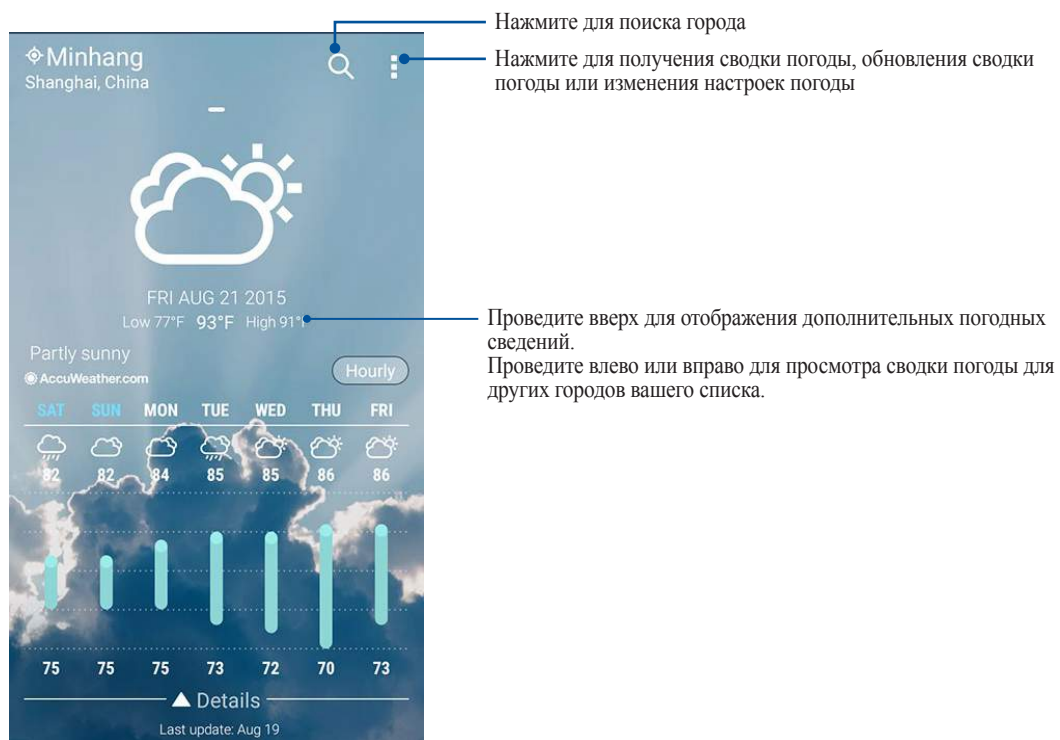 Нажмите для поиска города
Нажмите для получения сводки погоды, обновления сводки
погоды или изменения настроек погоды
Minhang
Shanghai, China
FRI AUG 21 2015
Low 77°F 93°F High 91°F
Проведите вверх для отображения дополнительных погодных
сведений.
Проведите влево или вправо для просмотра сводки погоды для
других городов вашего списка.
Partly sunny
AccuWeather.com
Hourly
SAT SUN MON TUE WED THU FRI
82 82 84 85 85 86 86
75 75 75 73 72 70 73
Details
Last update: Aug 19